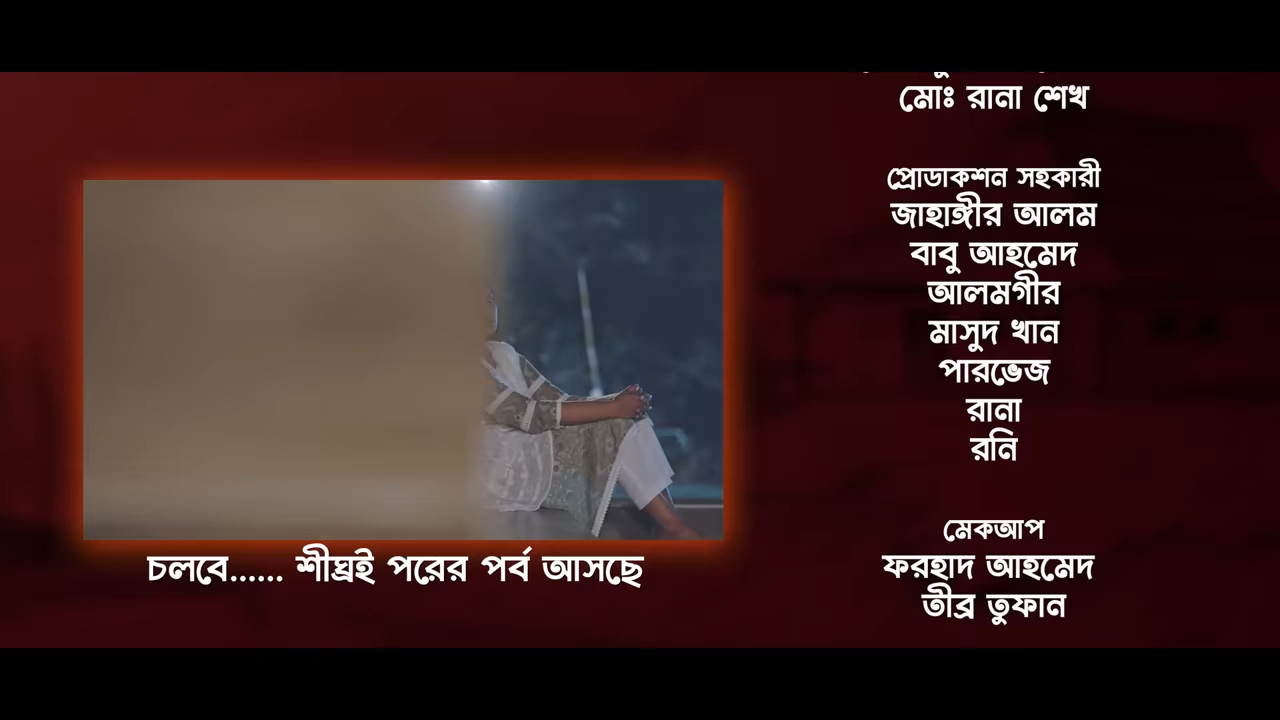 মোঃ রানা শেখ
প্রোডাকশন সহকারী
জাহাঙ্গীর আলম
বাবু আহমেদ
আলমগীর
মাসুদ খান
পারভেজ
রানা
রনি
মেকআপ
ফরহাদ আহমেদ
তীব্র তুফান
চলবে...... শীঘ্রই পরের পর্ব আসছে